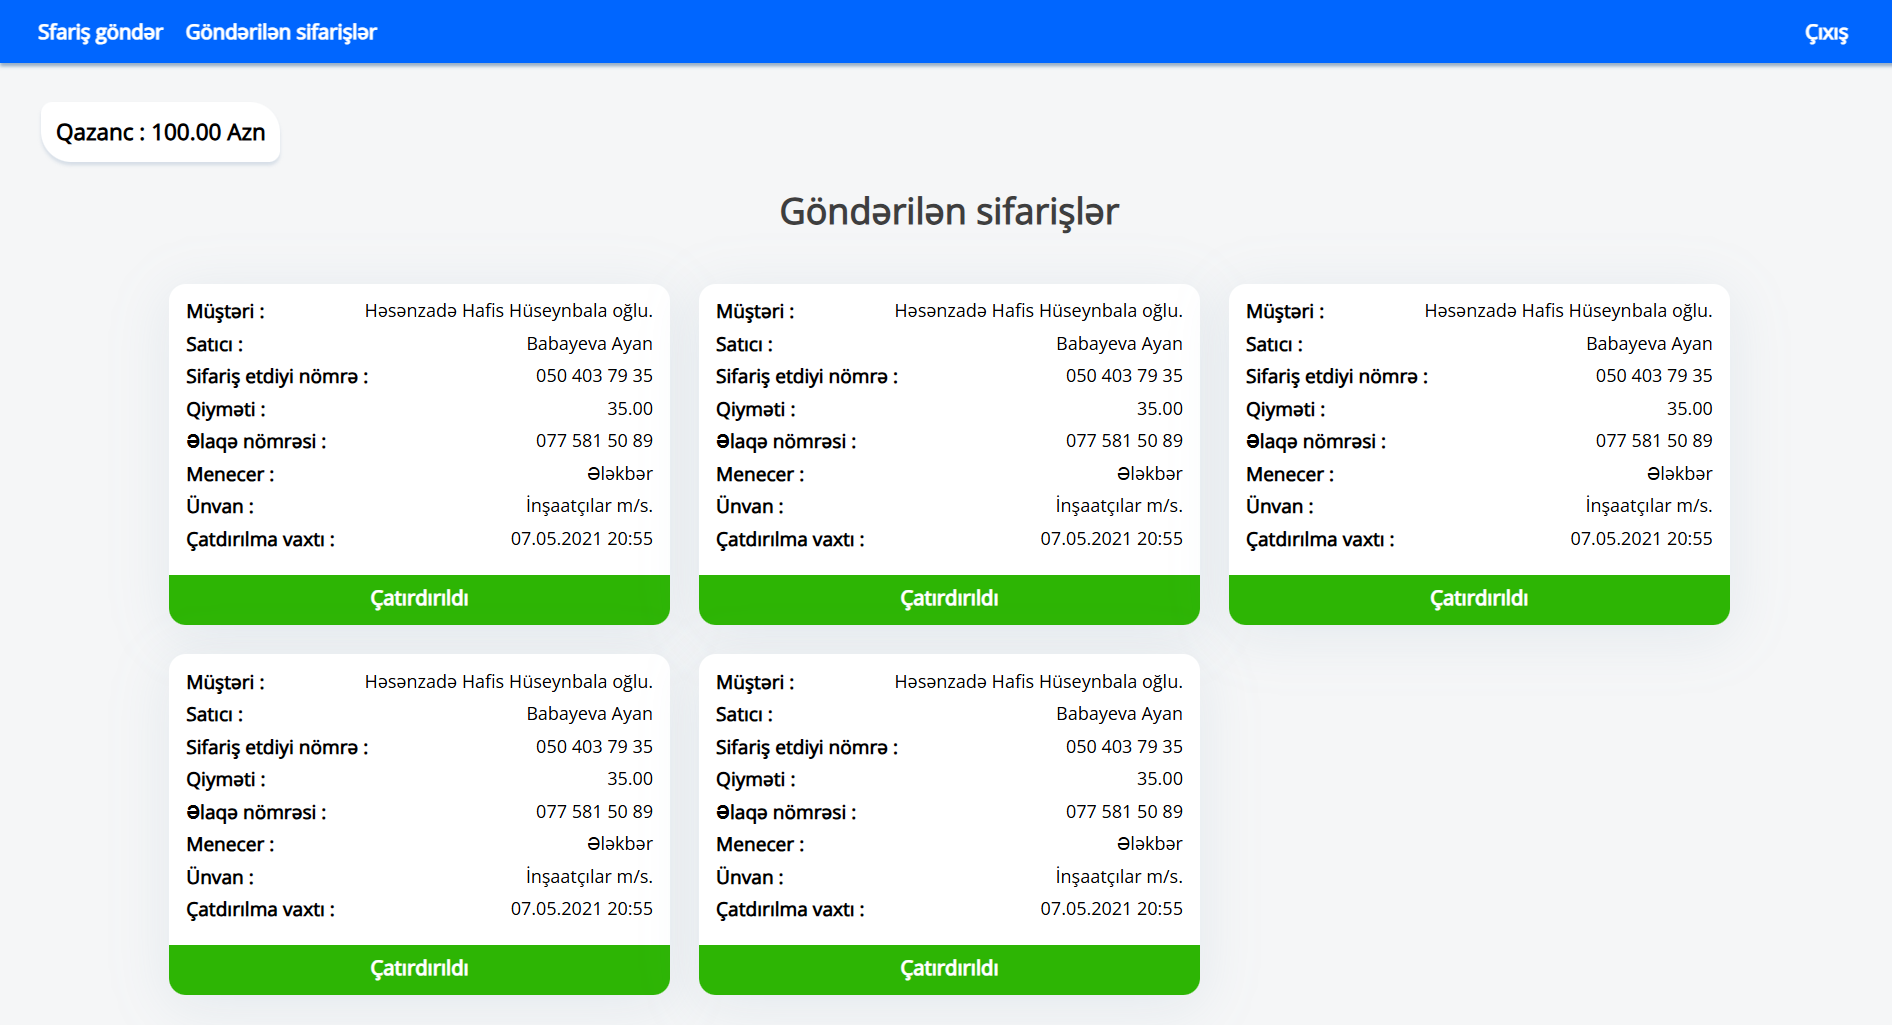 Sfariş göndər Göndərilən sifarişlər Çıxış
Qazanc : 100.00 Azn
Göndərilən sifarişlər
Müştəri : Həsənzadə Hafis Hüseynbala oğlu.
Satıcı : Babayeva Ayan
Sifariş etdiyi nömrə : 050 403 79 35
Qiyməti : 35.00
Əlaqə nömrəsi : 077 581 50 89
Menecer : Ələkbər
Ünvan : İnşaatçılar m/s.
Çatdırılma vaxtı : 07.05.2021 20:55
Çatırdırıldı
Müştəri : Həsənzadə Hafis Hüseynbala oğlu.
Satıcı : Babayeva Ayan
Sifariş etdiyi nömrə : 050 403 79 35
Qiyməti : 35.00
Əlaqə nömrəsi : 077 581 50 89
Menecer : Ələkbər
Ünvan : İnşaatçılar m/s.
Çatdırılma vaxtı : 07.05.2021 20:55
Çatırdırıldı
Müştəri : Həsənzadə Hafis Hüseynbala oğlu.
Satıcı : Babayeva Ayan
Sifariş etdiyi nömrə : 050 403 79 35
Qiyməti : 35.00
Əlaqə nömrəsi : 077 581 50 89
Menecer : Ələkbər
Ünvan : İnşaatçılar m/s.
Çatdırılma vaxtı : 07.05.2021 20:55
Çatırdırıldı
Müştəri : Həsənzadə Hafis Hüseynbala oğlu.
Satıcı : Babayeva Ayan
Sifariş etdiyi nömrə : 050 403 79 35
Qiyməti : 35.00
Əlaqə nömrəsi : 077 581 50 89
Menecer : Ələkbər
Ünvan : İnşaatçılar m/s.
Çatdırılma vaxtı : 07.05.2021 20:55
Çatırdırıldı
Müştəri : Həsənzadə Hafis Hüseynbala oğlu.
Satıcı : Babayeva Ayan
Sifariş etdiyi nömrə : 050 403 79 35
Qiyməti : 35.00
Əlaqə nömrəsi : 077 581 50 89
Menecer : Ələkbər
Ünvan : İnşaatçılar m/s.
Çatdırılma vaxtı : 07.05.2021 20:55
Çatırdırıldı